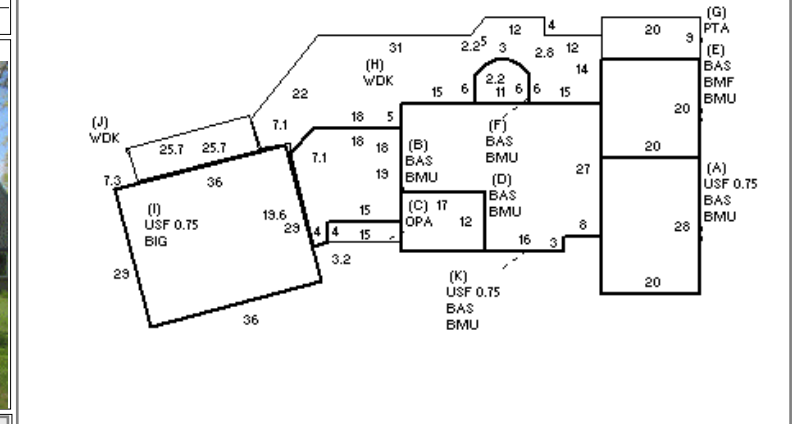 (G)
PTA
20
9
12
4
31
2.2 5
3
2.8
12
(E)
BAS
BMF
BMU
(H)
WDK
14
22
2.2
15
6
11
6
6
15
20
7.1
18
5
(F)
BAS
BMU
(J)
WDK
25.7
25.7
18
18
(B)
BAS
BMU
20
7.1
27
(A)
USF 0.75
BAS
BMU
7.3
36
19
(D)
BAS
BMU
(I)
USF 0.75
BIG
15
(C)
OPA
17
12
19.6
29
4
4
15
8
28
16
3
3.2
29
(K)
USF 0.75
BAS
BMU
20
36